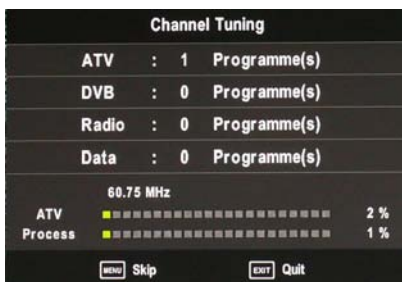 Channel Tuning
ATV : 1 Programme(s)
DVB : 0 Programme(s)
Radio : 0 Programme(s)
Data : 0 Programme(s)
60.75 MHz
ATV 2 %
Process 1 %
MENU Skip EXIT Quit